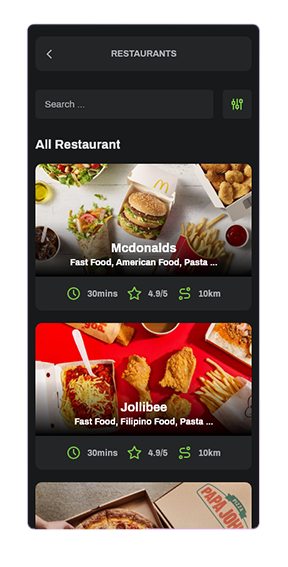 RESTAURANTS
Search ...
All Restaurant
Mcdonalds
Fast Food, American Food, Pasta ...
30mins 4.9/5 10km
Jollibee
Fast Food, Filipino Food, Pasta ...
30mins 4.9/5 10km
PAPA JOHN